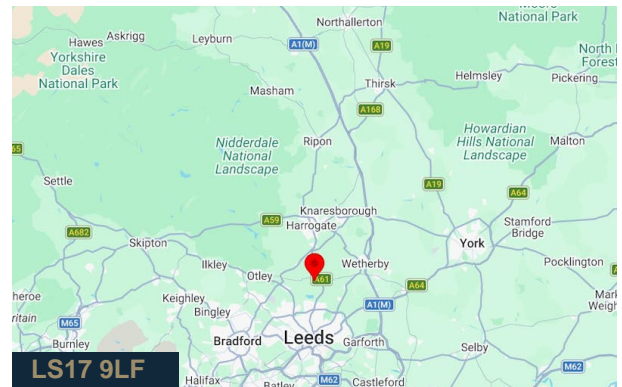 Northallerton
National Park
Hawes
Askrigg
Leyburn
A1(M)
A19
Yorkshire
Dales
National Park
Masham
Thirsk
Helmsley
Pickering
A168
Nidderdale
National
Landscape
Ripon
Howardian
Hills National
Landscape
Malton
Settle
A19
A64
A59
Knaresborough
Harrogate
Stamford
Bridge
A682
Skipton
York
Ilkley
Otley
A61
Wetherby
Pocklington
A64
Keighley
Bingley
A1(M)
M65
Burnley
Bradford
Leeds
Garforth
Selby
M62
LS17 9LF
Halifax
Castleford
M62